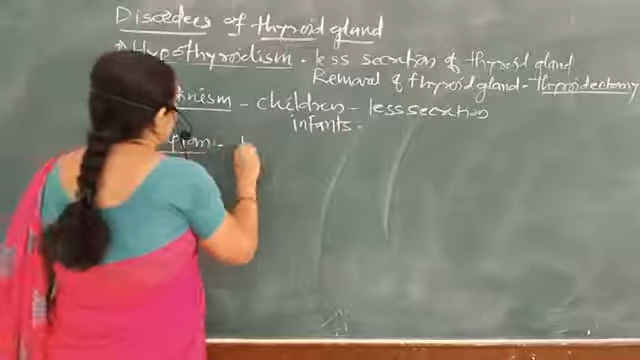 Disorders of thyroid gland
Hypothyroidism - less secretion of thyroid gland
Removal of thyroid gland - Thyroidectomy
nism - children - less secretion
infants -